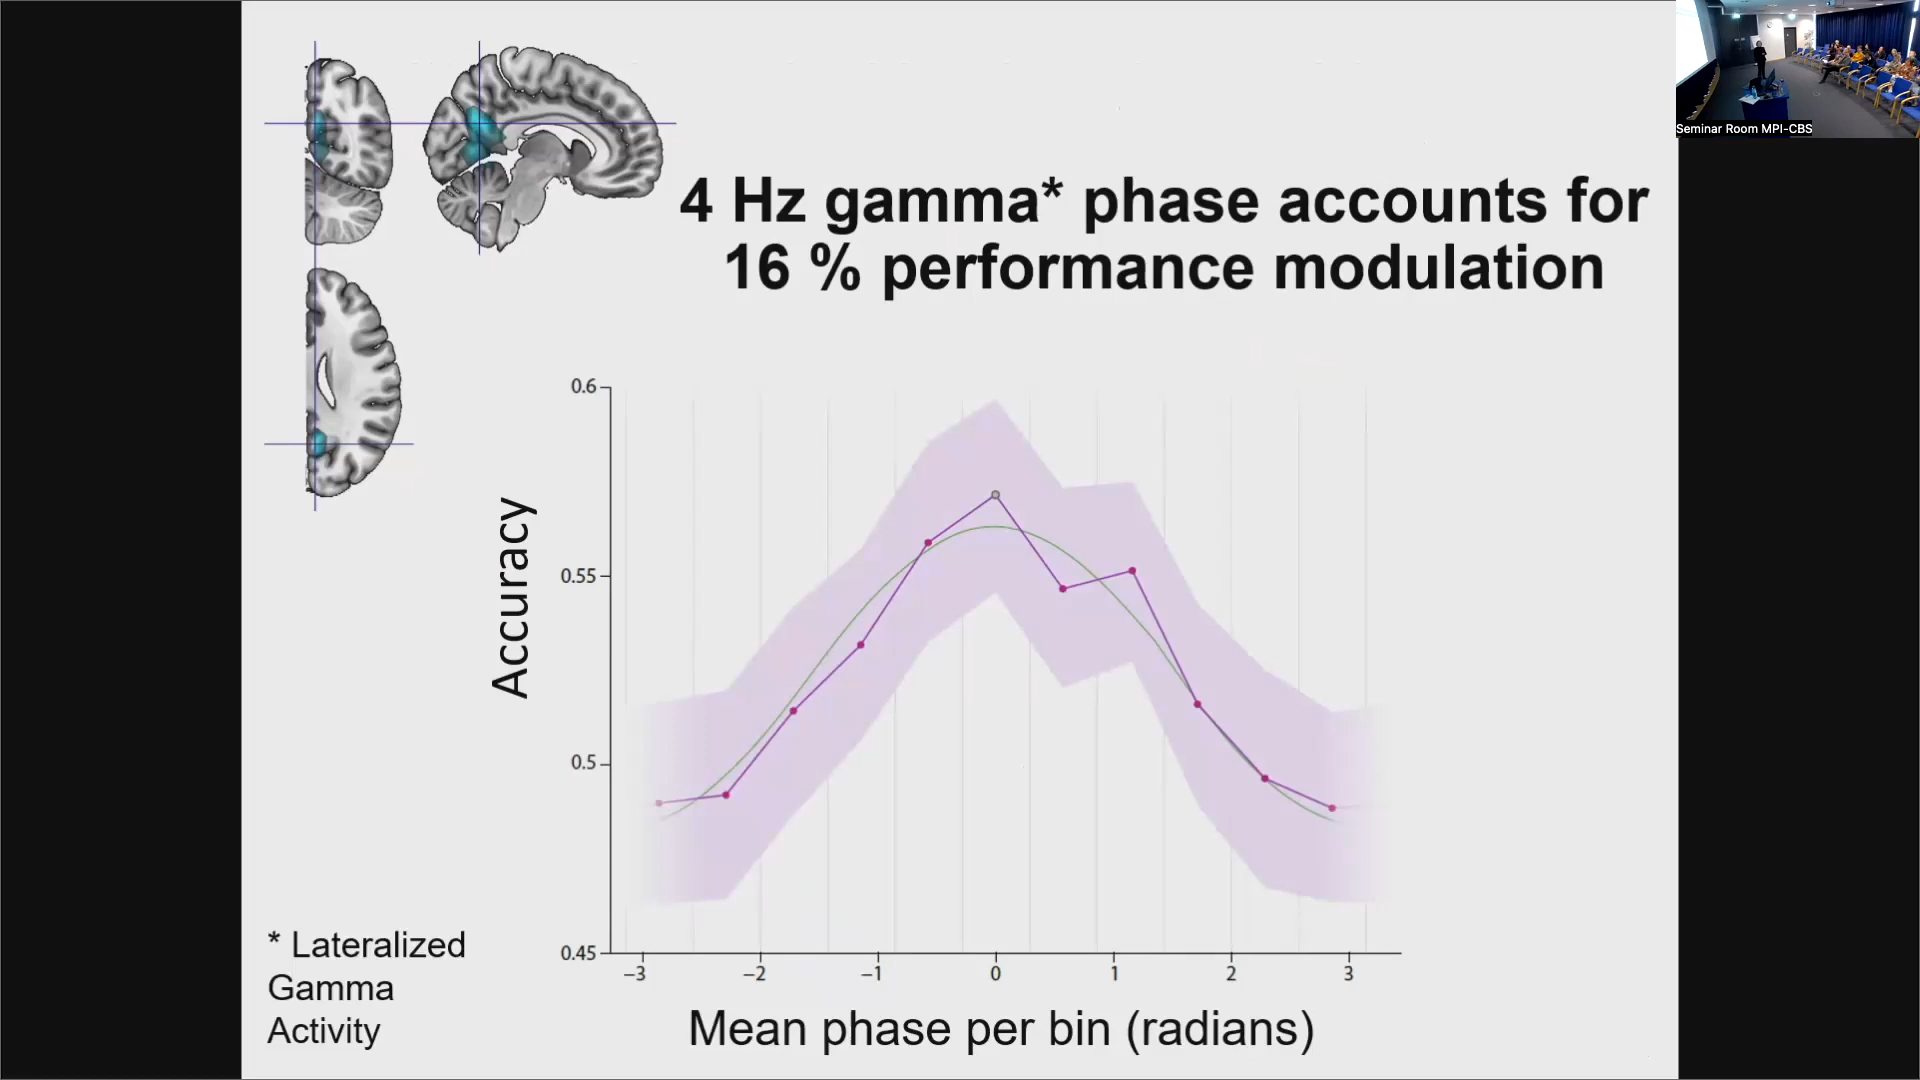 Seminar Room MPI-CBS
4 Hz gamma* phase accounts for
16 % performance modulation
Accuracy
0.6
0.55
0.5
0.45
−3 −2 −1 0 1 2 3
Mean phase per bin (radians)
* Lateralized
Gamma
Activity